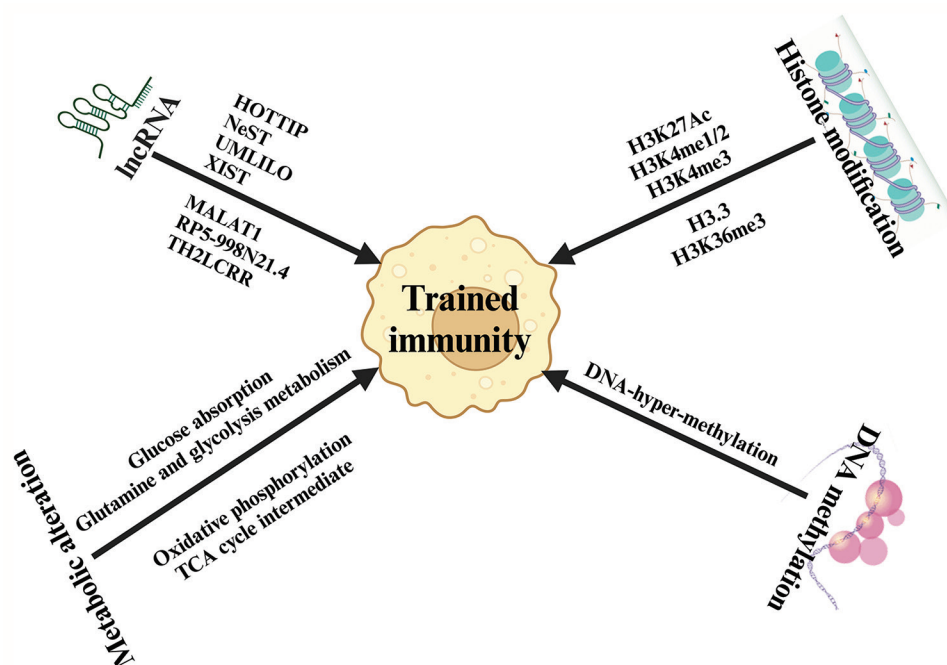 lncRNA
HOTTIP
NeST
UMLILO
XIST
MALAT1
RP5-998N21.4
TH2LCRR
Histone modification
H3K27Ac
H3K4me1/2
H3K4me3
H3.3
H3K36me3
Trained
immunity
Metabolic alteration
Glucose absorption
Glutamine and glycolysis metabolism
Oxidative phosphorylation
TCA cycle intermediate
DNA methylation
DNA-hyper-methylation